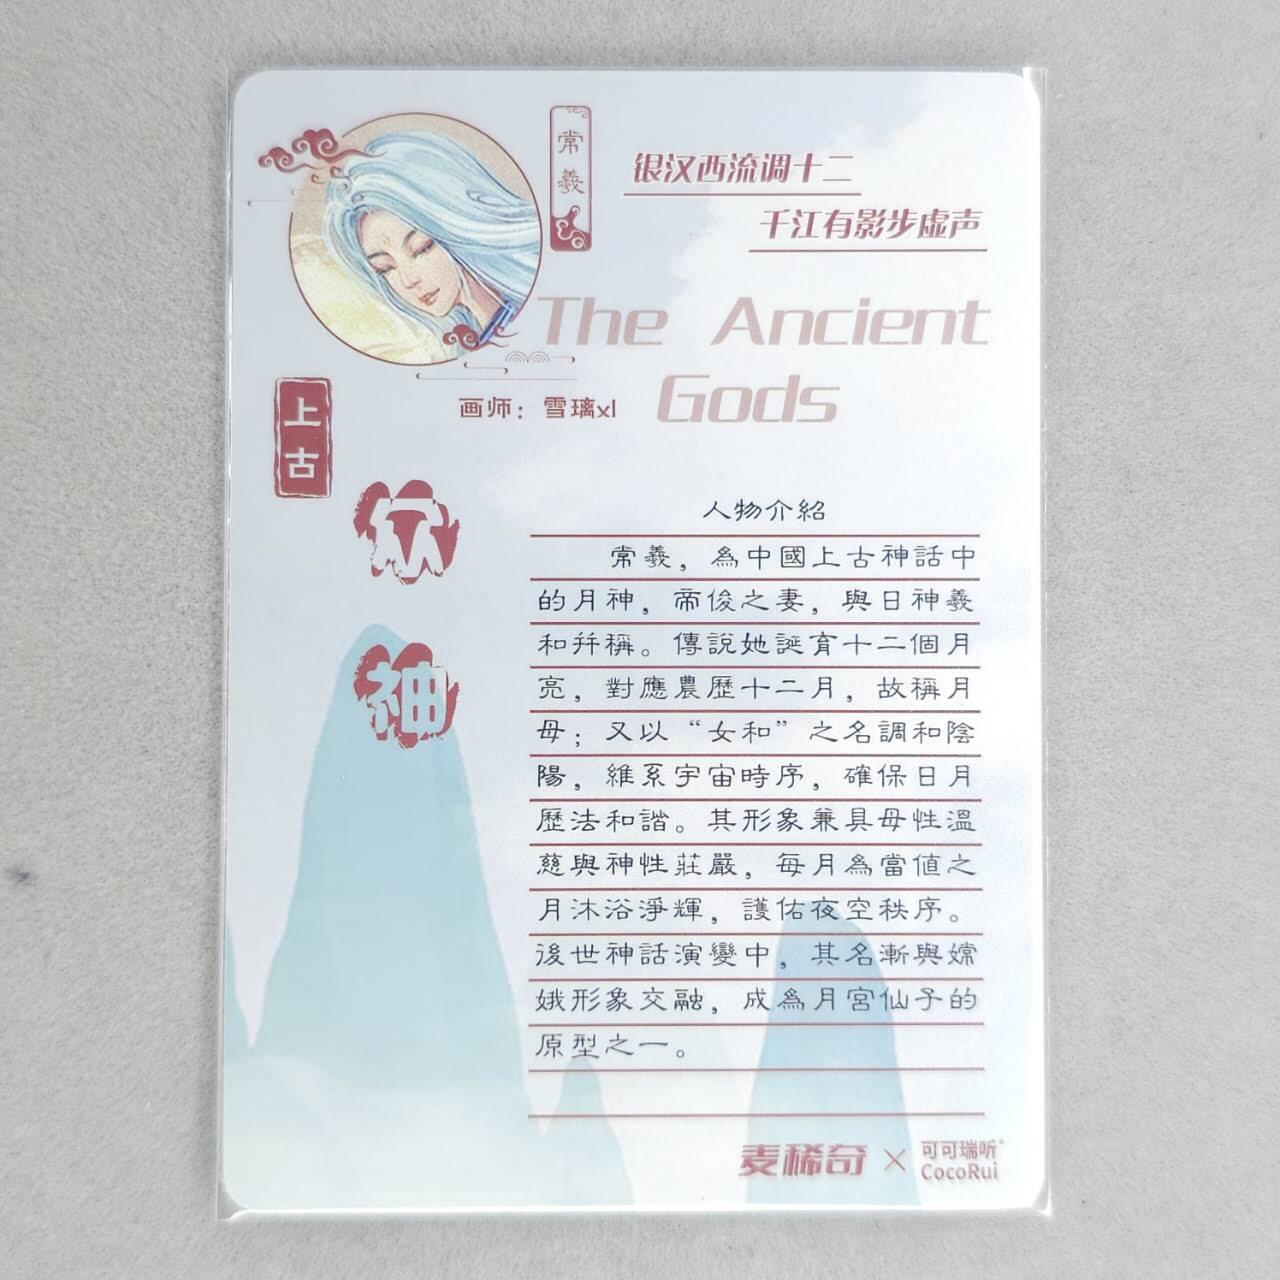 常羲
银汉西流调十二
千江有影步虚声
The Ancient
Gods
画师：雪璃xl
上古
众
神
人物介紹
常羲，為中國上古神話中
的月神，帝俊之妻，與日神羲
和并稱。傳說她誕育十二個月
亮，對應農歷十二月，故稱月
母；又以“女和”之名調和陰
陽，維系宇宙時序，確保日月
歷法和諧。其形象兼具母性溫
慈與神性莊嚴，每月為當值之
月沐浴淨輝，護佑夜空秩序。
後世神話演變中，其名漸與嫦
娥形象交融，成為月宮仙子的
原型之一。
麦稀奇 × 可可瑞听
CocoRui